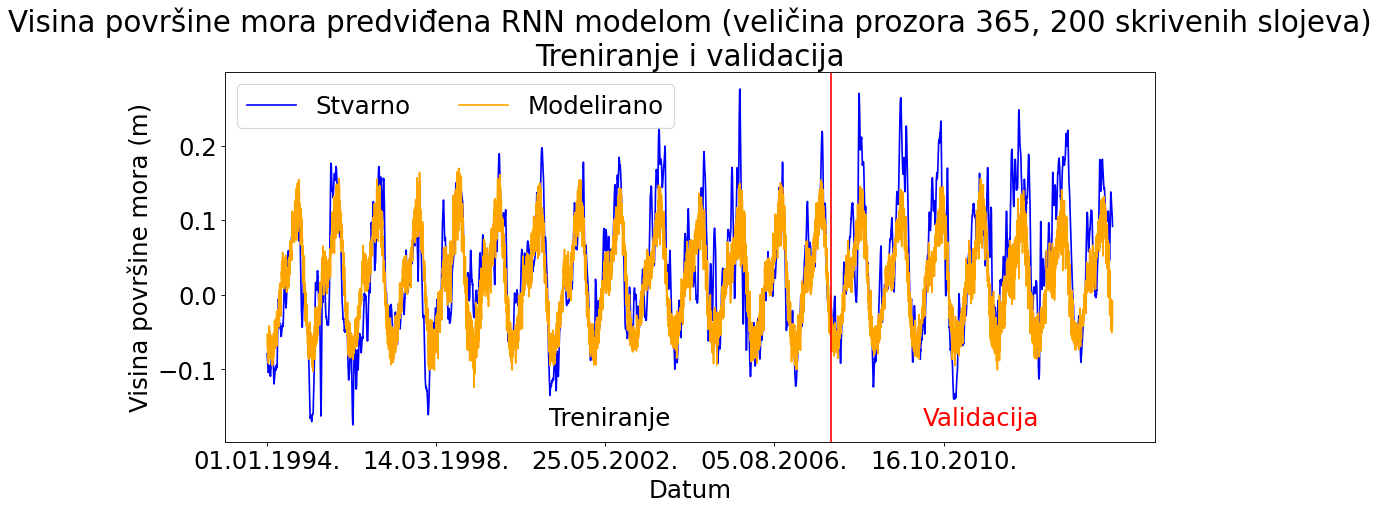 Visina površine mora predviđena RNN modelom (veličina prozora 365, 200 skrivenih slojeva)
Treniranje i validacija
Stvarno
Modelirano
Visina površine mora (m)
0.2
0.1
0.0
−0.1
Treniranje
Validacija
01.01.1994.
14.03.1998.
25.05.2002.
05.08.2006.
16.10.2010.
Datum